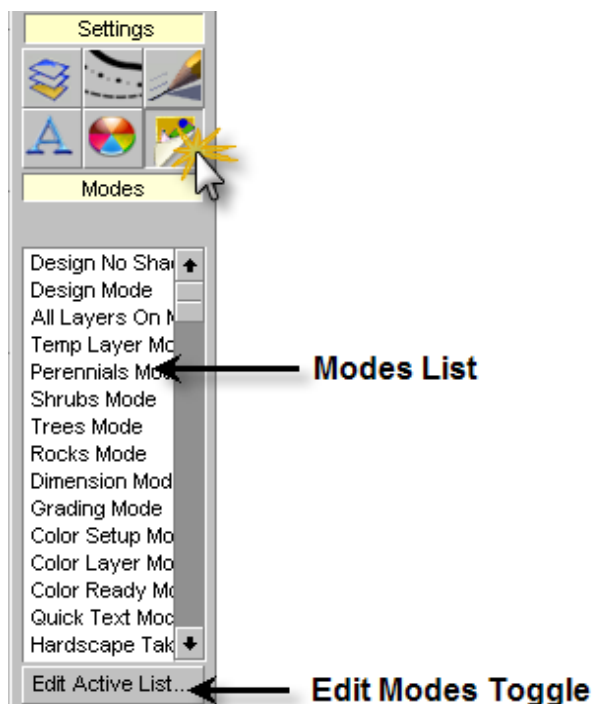 Settings
A
Modes
Design No Sha
Design Mode
All Layers On M
Temp Layer Mo
Perennials Mo
Shrubs Mode
Trees Mode
Rocks Mode
Dimension Mod
Grading Mode
Color Setup Mo
Color Layer Mo
Color Ready Mo
Quick Text Mod
Hardscape Tak
Edit Active List...
Modes List
Edit Modes Toggle